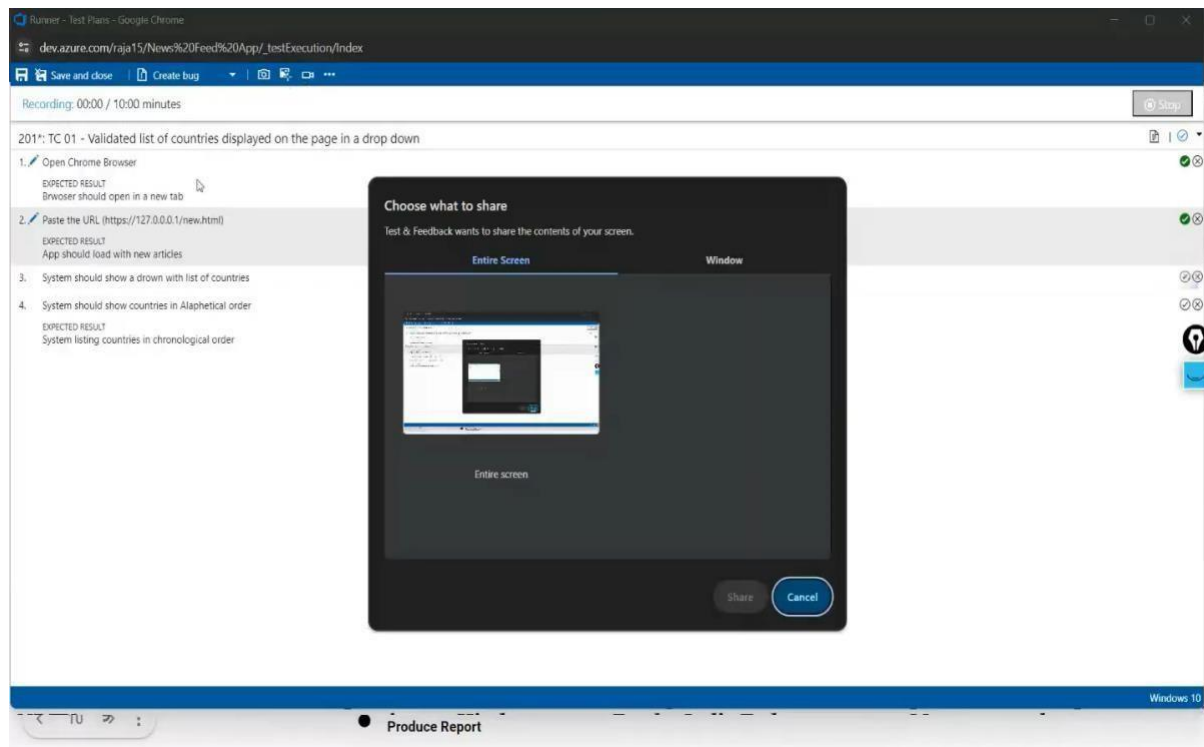 Runner - Test Plans - Google Chrome
dev.azure.com/raja15/News%20Feed%20App/_testExecution/Index
Save and close Create bug
Recording: 00:00 / 10:00 minutes
Stop
201*: TC 01 - Validated list of countries displayed on the page in a drop down
1. Open Chrome Browser
EXPECTED RESULT
Brwoser should open in a new tab
2. Paste the URL (https://127.0.0.0.1/new.html)
EXPECTED RESULT
App should load with new articles
3. System should show a drown with list of countries
4. System should show countries in Alaphetical order
EXPECTED RESULT
System listing countries in chronological order
Choose what to share
Test & Feedback wants to share the contents of your screen.
Entire Screen Window
Entire screen
Share Cancel
Windows 10
Produce Report